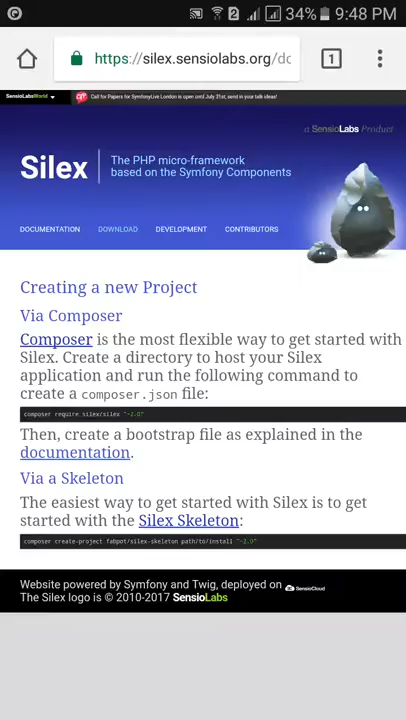 34% 9:48 PM
https://silex.sensiolabs.org/do
1
SensioLabsWorld
Call for Papers for SymfonyLive London is open until July 31st, send in your talk ideas!
a SensioLabs Product
Silex
The PHP micro-framework
based on the Symfony Components
DOCUMENTATION DOWNLOAD DEVELOPMENT CONTRIBUTORS
Creating a new Project
Via Composer
Composer is the most flexible way to get started with
Silex. Create a directory to host your Silex
application and run the following command to
create a composer.json file:
composer require silex/silex "~2.0"
Then, create a bootstrap file as explained in the
documentation.
Via a Skeleton
The easiest way to get started with Silex is to get
started with the Silex Skeleton:
composer create-project fabpot/silex-skeleton path/to/install "~2.0"
Website powered by Symfony and Twig, deployed on SensioCloud
The Silex logo is © 2010-2017 SensioLabs